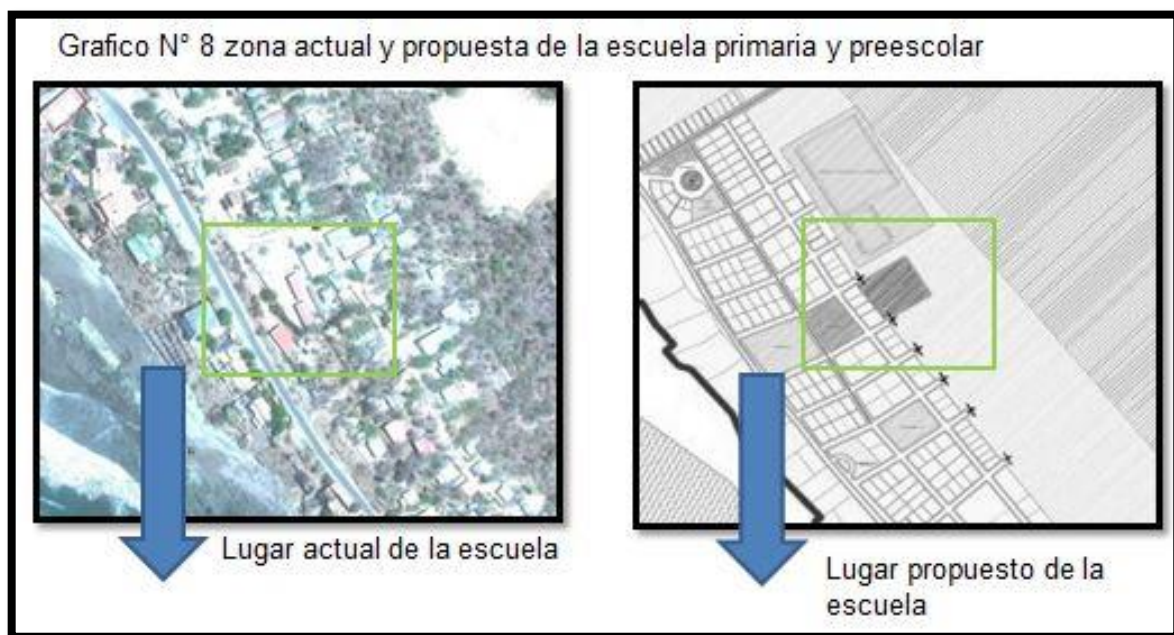 Grafico N° 8 zona actual y propuesta de la escuela primaria y preescolar
Lugar actual de la escuela
Lugar propuesto de la
escuela